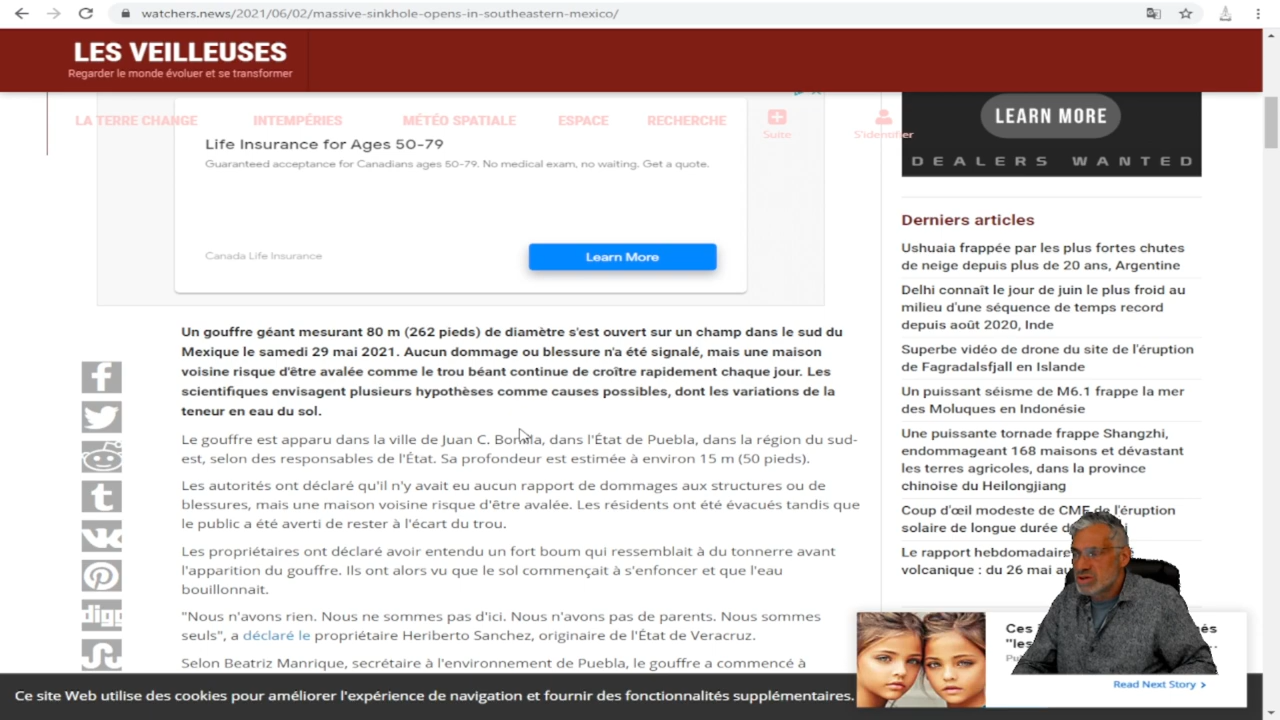 watchers.news/2021/06/02/massive-sinkhole-opens-in-southeastern-mexico/
LES VEILLEUSES
Regarder le monde évoluer et se transformer
LA TERRE CHANGE
INTEMPÉRIES
MÉTÉO SPATIALE
ESPACE
RECHERCHE
Suite
S'identifier
Life Insurance for Ages 50-79
Guaranteed acceptance for Canadians ages 50-79. No medical exam, no waiting. Get a quote.
Canada Life Insurance
Learn More
LEARN MORE
DEALERS WANTED
Un gouffre géant mesurant 80 m (262 pieds) de diamètre s'est ouvert sur un champ dans le sud du
Mexique le samedi 29 mai 2021. Aucun dommage ou blessure n'a été signalé, mais une maison
voisine risque d'être avalée comme le trou béant continue de croître rapidement chaque jour. Les
scientifiques envisagent plusieurs hypothèses comme causes possibles, dont les variations de la
teneur en eau du sol.
Le gouffre est apparu dans la ville de Juan C. Bonilla, dans l'État de Puebla, dans la région du sud-
est, selon des responsables de l'État. Sa profondeur est estimée à environ 15 m (50 pieds).
Les autorités ont déclaré qu'il n'y avait eu aucun rapport de dommages aux structures ou de
blessures, mais une maison voisine risque d'être avalée. Les résidents ont été évacués tandis que
le public a été averti de rester à l'écart du trou.
Les propriétaires ont déclaré avoir entendu un fort boum qui ressemblait à du tonnerre avant
l'apparition du gouffre. Ils ont alors vu que le sol commençait à s'enfoncer et que l'eau
bouillonnait.
"Nous n'avons rien. Nous ne sommes pas d'ici. Nous n'avons pas de parents. Nous sommes
seuls", a déclaré le propriétaire Heriberto Sanchez, originaire de l'État de Veracruz.
Selon Beatriz Manrique, secrétaire à l'environnement de Puebla, le gouffre a commencé à
digg
Derniers articles
Ushuaia frappée par les plus fortes chutes
de neige depuis plus de 20 ans, Argentine
Delhi connaît le jour de juin le plus froid au
milieu d'une séquence de temps record
depuis août 2020, Inde
Superbe vidéo de drone du site de l'éruption
de Fagradalsfjall en Islande
Un puissant séisme de M6.1 frappe la mer
des Moluques en Indonésie
Une puissante tornade frappe Shangzhi,
endommageant 168 maisons et dévastant
les terres agricoles, dans la province
chinoise du Heilongjiang
Coup d'œil modeste de CME de l'éruption
solaire de longue durée
Le rapport hebdomadaire
volcanique : du 26 mai au
Ces
"les
Read Next Story
Ce site Web utilise des cookies pour améliorer l'expérience de navigation et fournir des fonctionnalités supplémentaires.